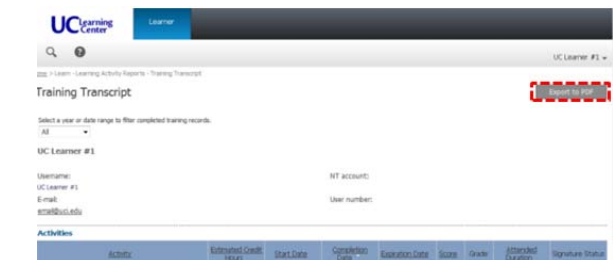 UC Learning Center
Learner
UC Learner #1
> Learn - Learning Activity Reports - Training Transcript
Training Transcript
Export to PDF
Select a year or date range to filter completed training records.
All
UC Learner #1
Username: NT account:
UC Learner #1
E-mail: User number:
email@uci.edu
Activities
Activity Estimated Credit Hours Start Date Completion Date Expiration Date Score Grade Attended Duration Signature Status